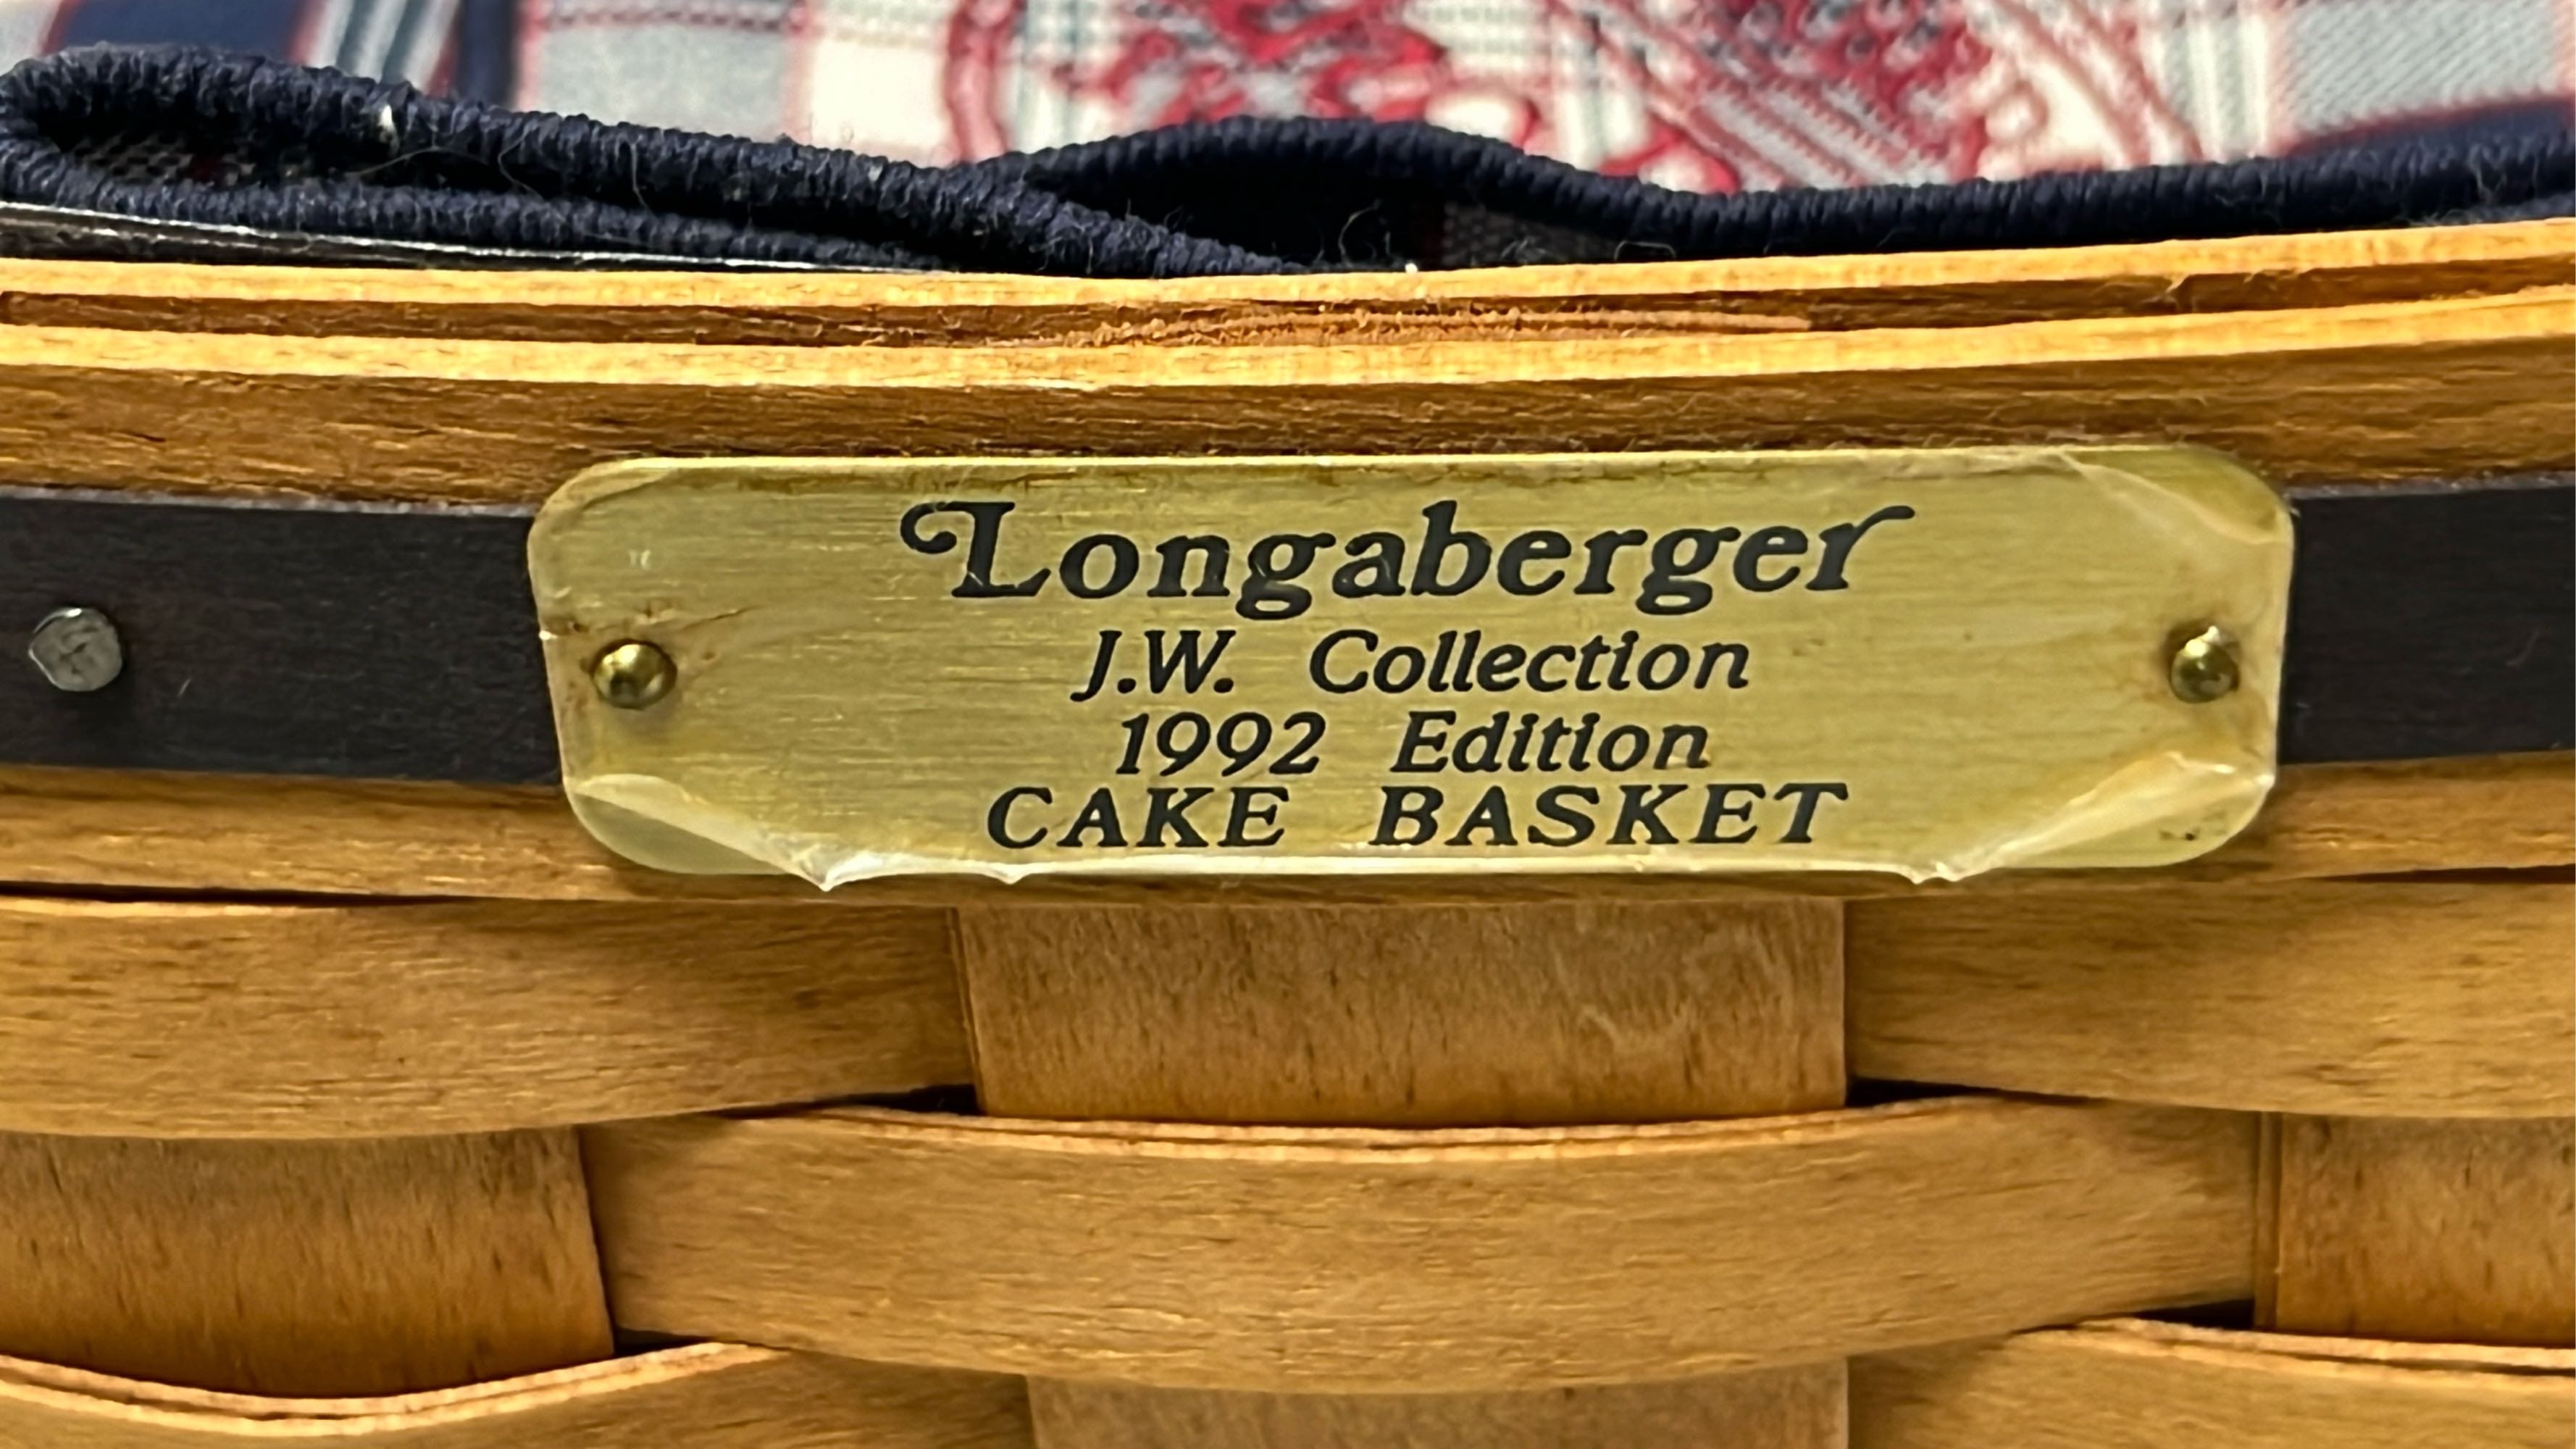 Longaberger
J.W. Collection
1992 Edition
CAKE BASKET